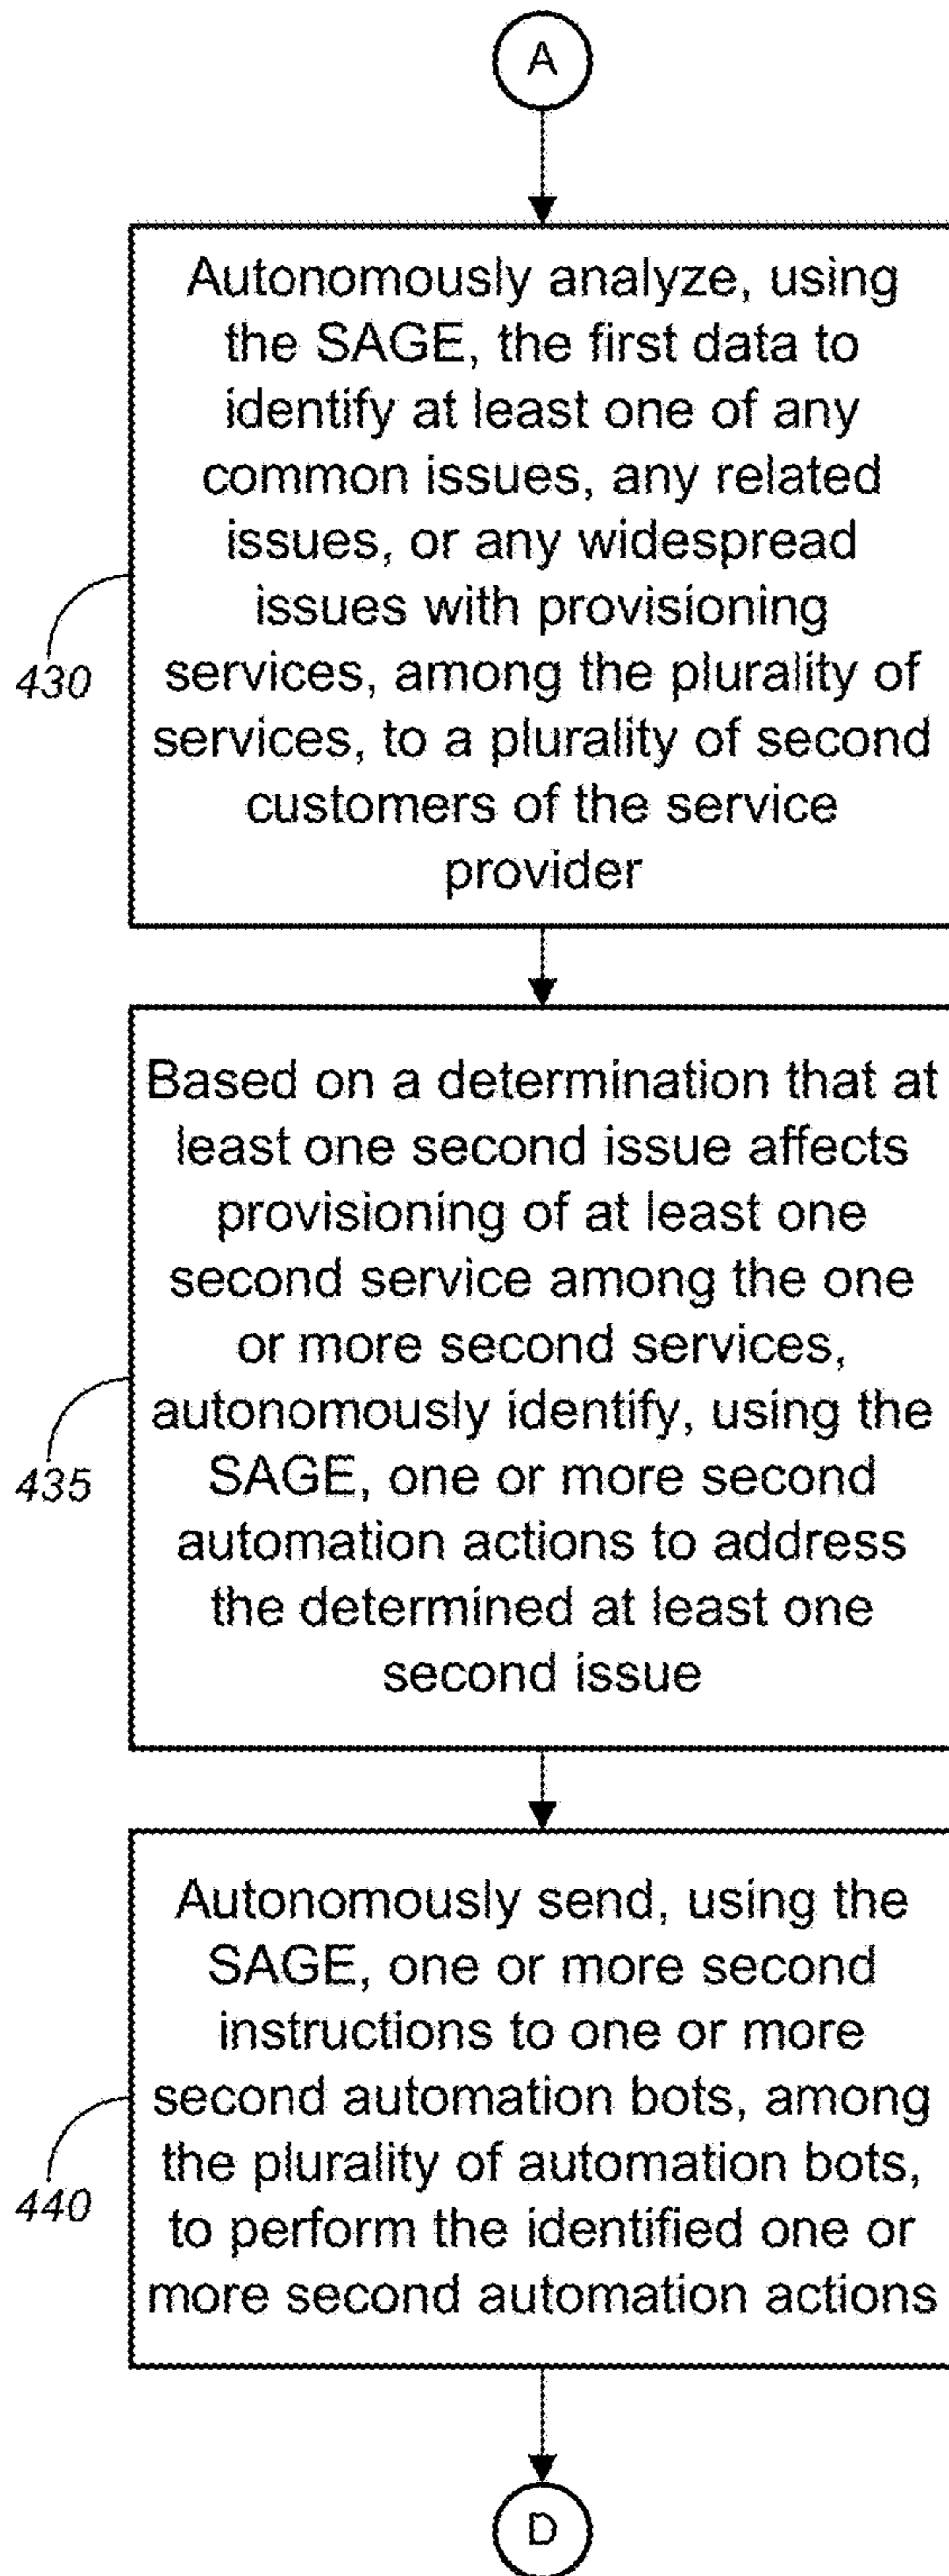 A
Autonomously analyze, using
the SAGE, the first data to
identify at least one of any
common issues, any related
issues, or any widespread
issues with provisioning
services, among the plurality of
services, to a plurality of second
customers of the service
provider
430
Based on a determination that at
least one second issue affects
provisioning of at least one
second service among the one
or more second services,
autonomously identify, using the
SAGE, one or more second
automation actions to address
the determined at least one
second issue
435
Autonomously send, using the
SAGE, one or more second
instructions to one or more
second automation bots, among
the plurality of automation bots,
to perform the identified one or
more second automation actions
440
D